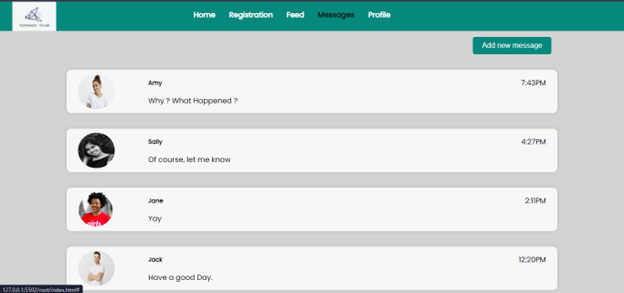 Home Registration Feed Messages Profile
Add new message
Amy 7:43PM
Why ? What Happened ?
Sally 4:27PM
Of course, let me know
Jane 2:11PM
Yay
Jack 12:20PM
Have a good Day.
127.0.0.1:5502/root/index.html#